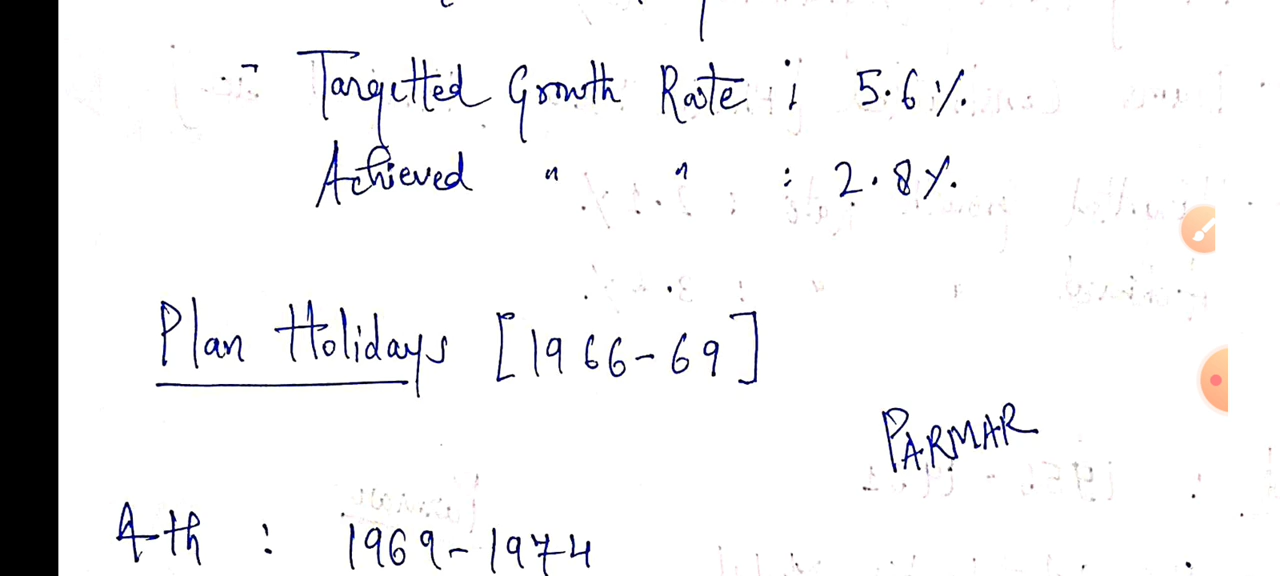 Targetted Growth Rate : 5.6%.
Achieved " " : 2.8%.
Plan Holidays [1966-69]
PARMAR
4th : 1969-1974